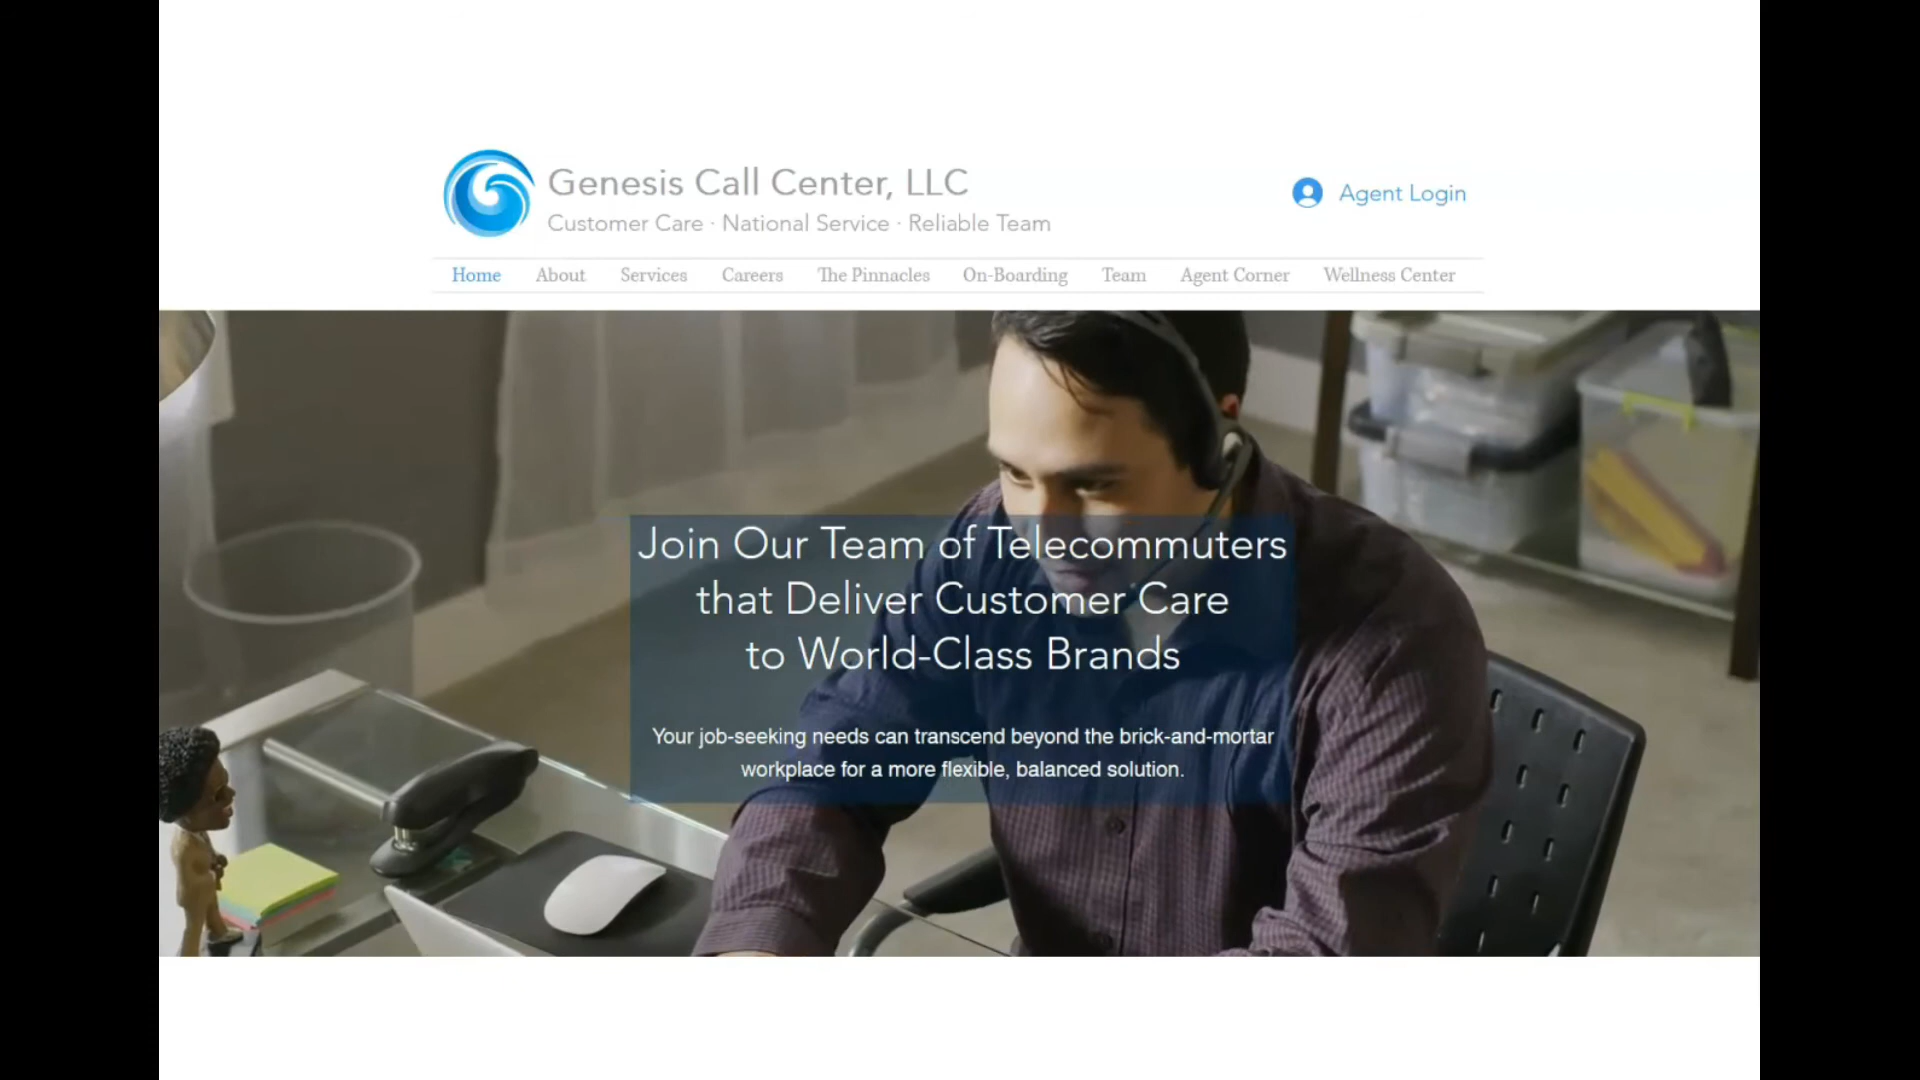 Genesis Call Center, LLC
Customer Care · National Service · Reliable Team
Agent Login
Home About Services Careers The Pinnacles On-Boarding Team Agent Corner Wellness Center
Join Our Team of Telecommuters
that Deliver Customer Care
to World-Class Brands
Your job-seeking needs can transcend beyond the brick-and-mortar
workplace for a more flexible, balanced solution.